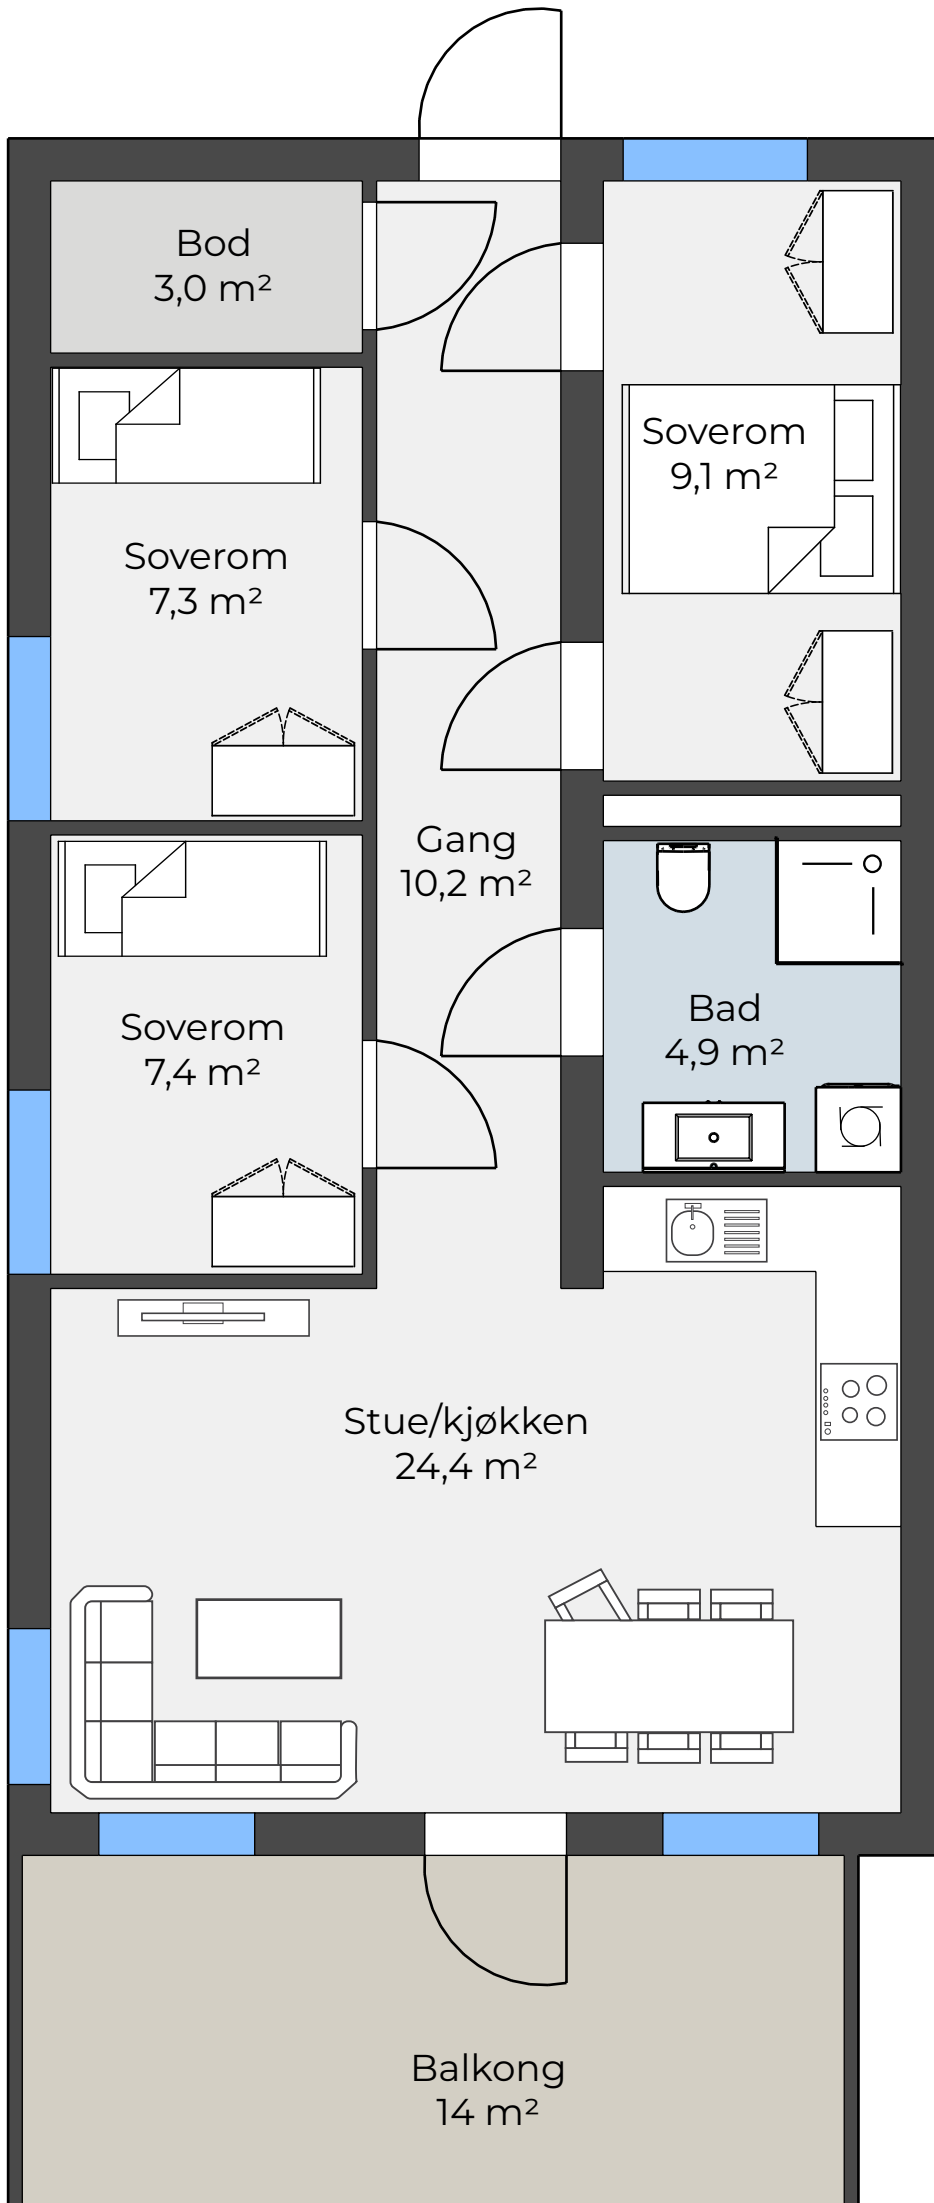 Bod
3,0 m²
Soverom
9,1 m²
Soverom
7,3 m²
Gang
10,2 m²
Soverom
7,4 m²
Bad
4,9 m²
Stue/kjøkken
24,4 m²
Balkong
14 m²